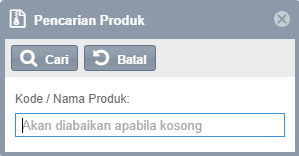 Pencarian Produk
Cari Batal
Kode / Nama Produk:
Akan diabaikan apabila kosong